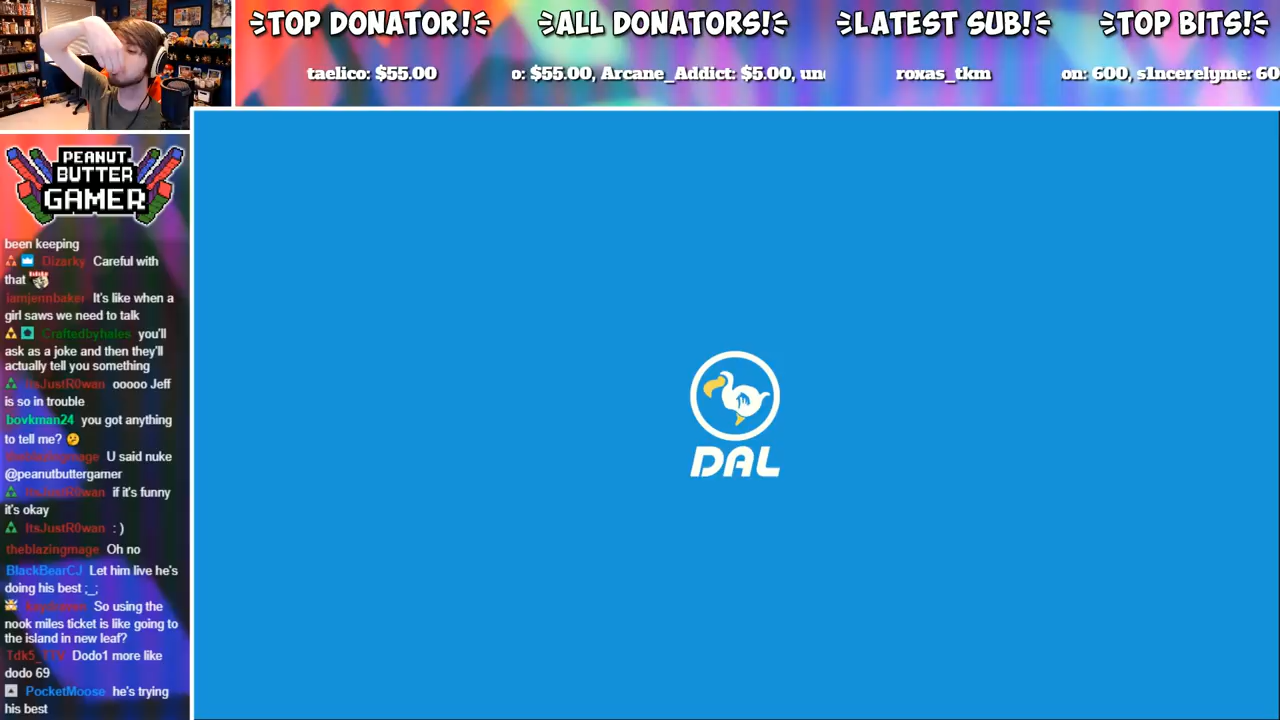 TOP DONATOR!
ALL DONATORS!
LATEST SUB!
TOP BITS!
taelico: $55.00
o: $55.00, Arcane_Addict: $5.00, un
roxas_tkm
on: 600, s1ncerelyme: 60
PEANUT
BUTTER
GAMER
been keeping
Dizarky Careful with
that
iamjennbaker It's like when a
girl saws we need to talk
Craftedbyhales you'll
ask as a joke and then they'll
actually tell you something
ItsJustR0wan ooooo Jeff
is so in trouble
bovkman24 you got anything
to tell me?
U said nuke
@peanutbuttergamer
ItsJustR0wan if it's funny
it's okay
ItsJustR0wan : )
theblazingmage Oh no
BlackBearCJ Let him live he's
doing his best ;_;
So using the
nook miles ticket is like going to
the island in new leaf?
Tdk5_TTV Dodo1 more like
dodo 69
PocketMoose he's trying
his best
DAL